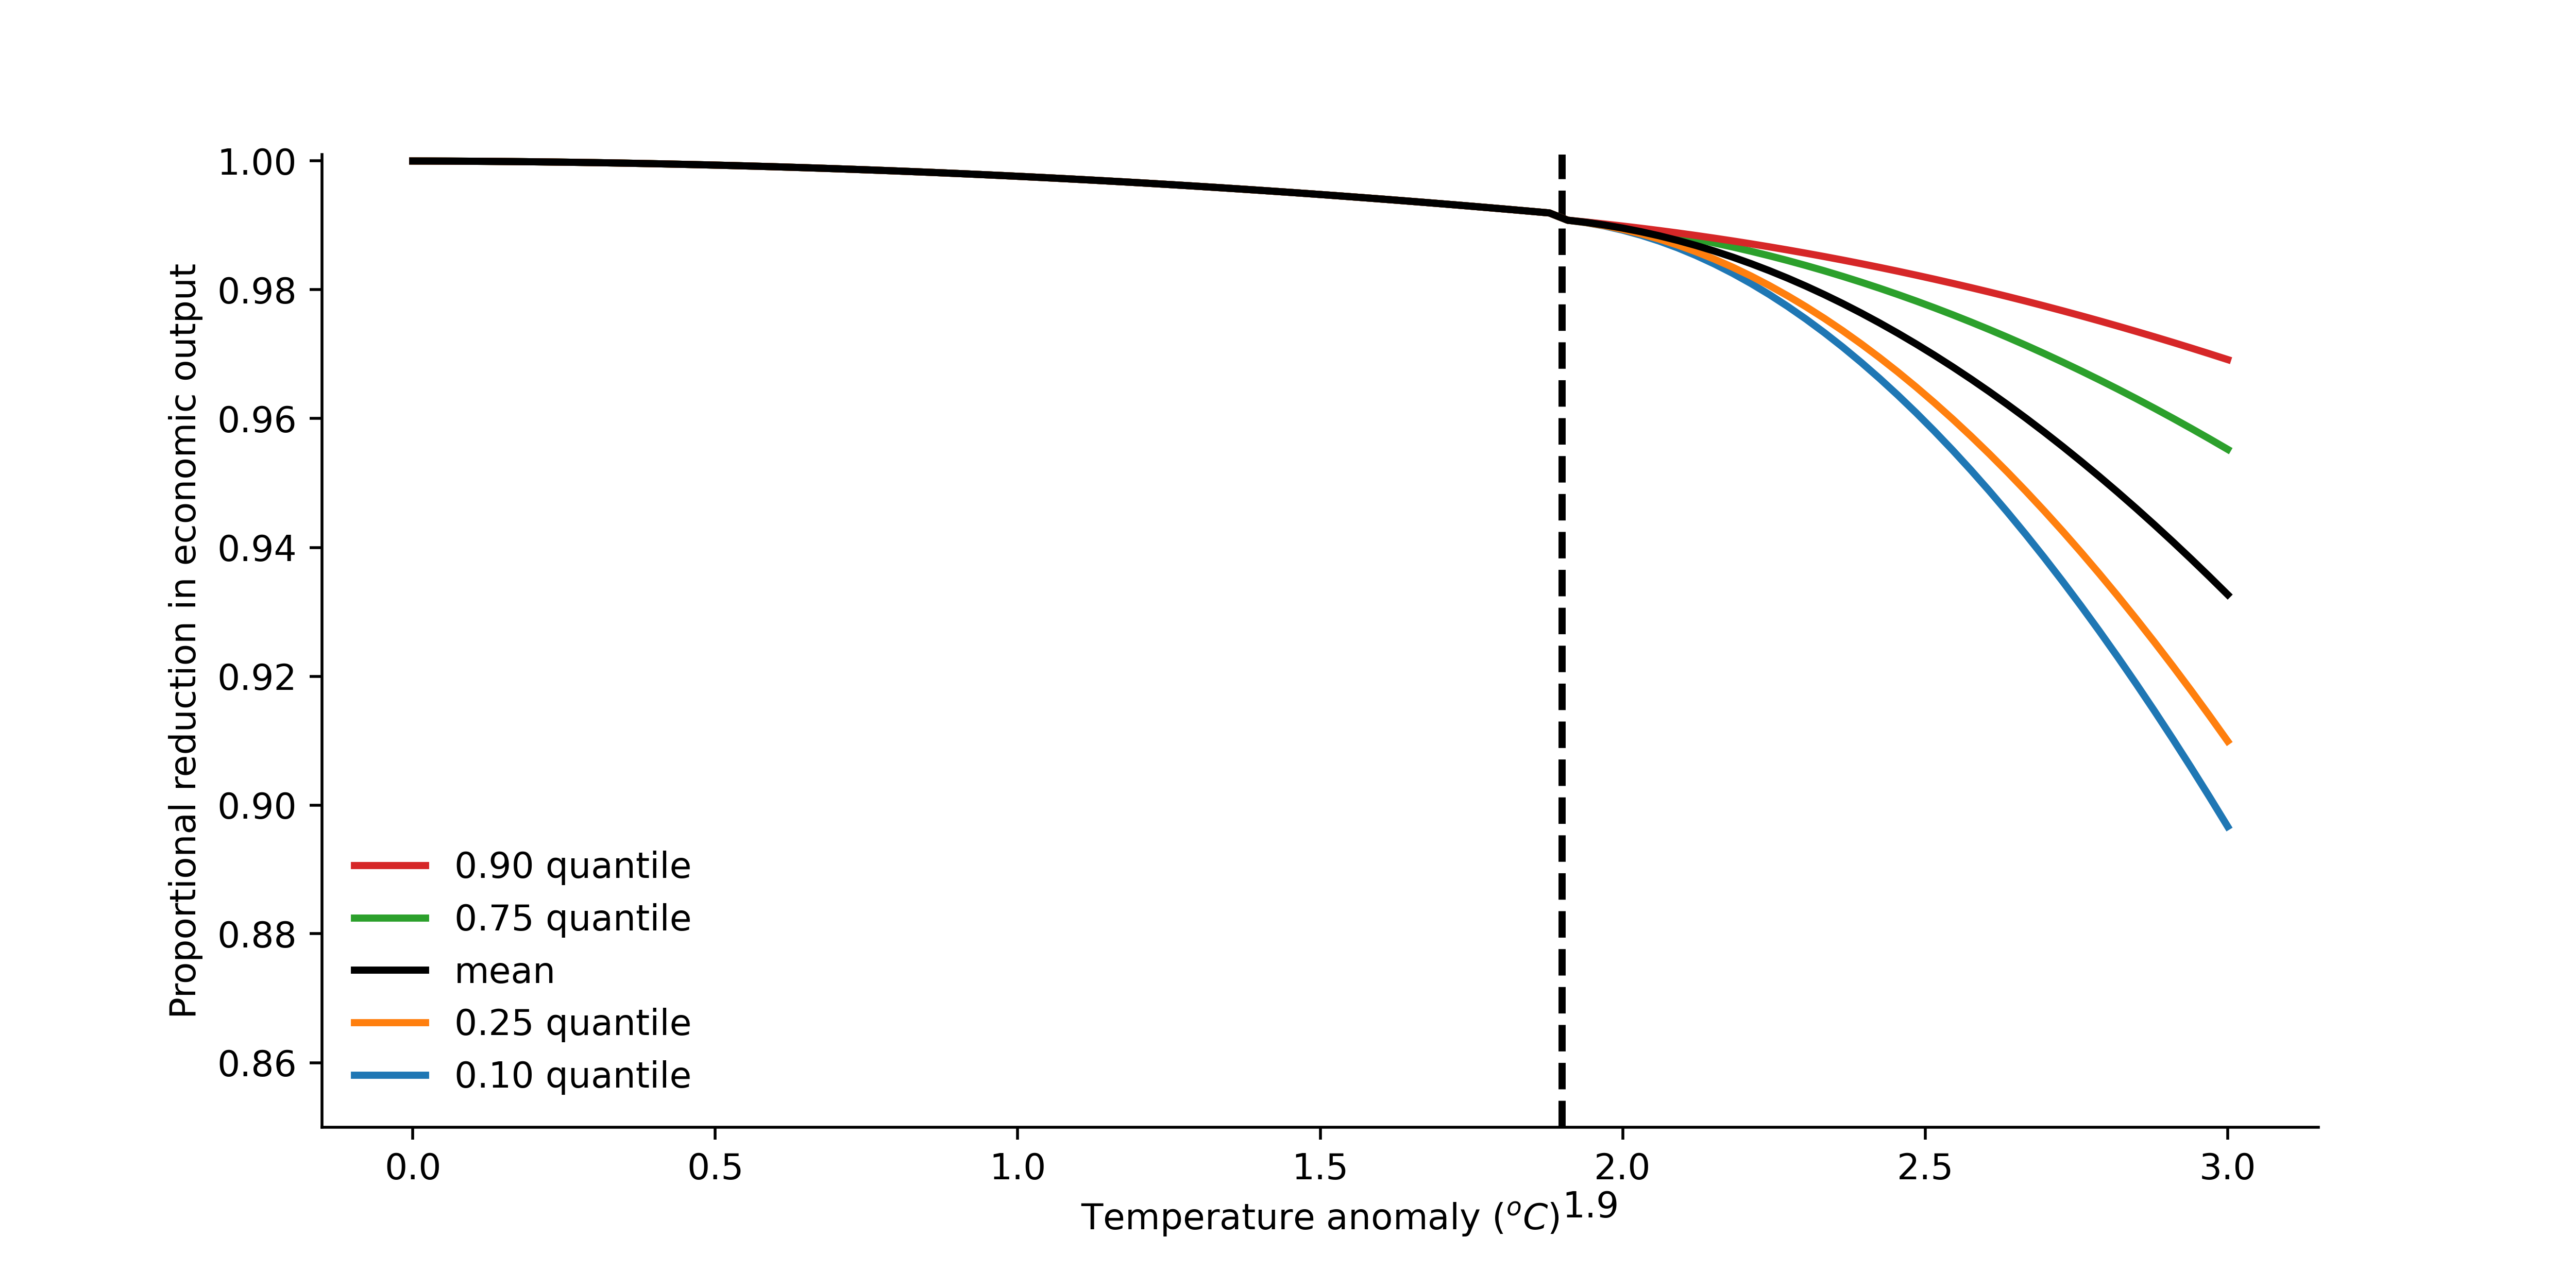 Proportional reduction in economic output
1.00
0.98
0.96
0.94
0.92
0.90
0.88
0.86
0.90 quantile
0.75 quantile
mean
0.25 quantile
0.10 quantile
0.0 0.5 1.0 1.5 2.0 2.5 3.0
1.9
Temperature anomaly (°C)